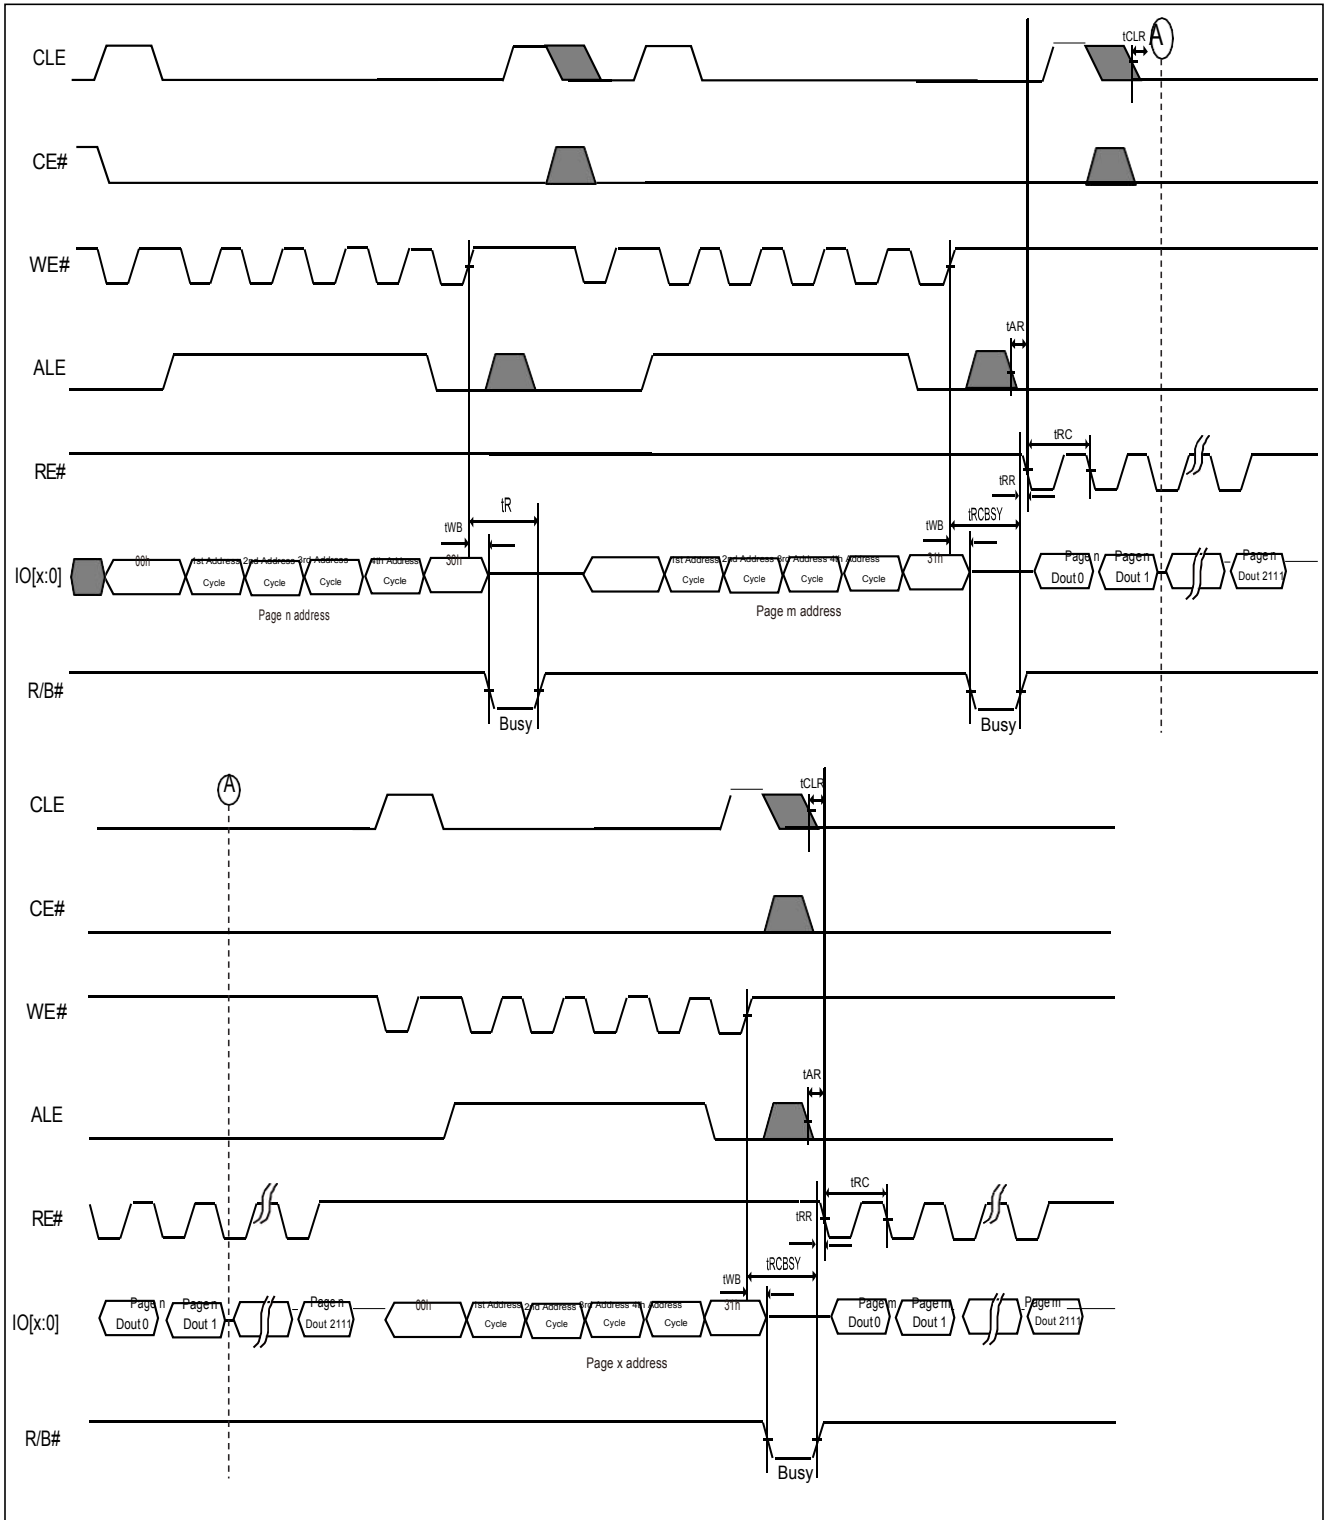 tCLR
A
CLE
CE#
WE#
tAR
ALE
tRC
RE#
tRR
tR
tRCBSY
tWB
tWB
IO[x:0]
00h
1st Address Cycle
2nd Address Cycle
3rd Address Cycle
4th Address Cycle
30h
1st Address Cycle
2nd Address Cycle
3rd Address Cycle
4th Address Cycle
31h
Page n Dout 0
Page n Dout 1
Page n Dout 2111
Page n address
Page m address
R/B#
Busy
Busy
A
tCLR
CLE
CE#
WE#
tAR
ALE
tRC
RE#
tRR
tRCBSY
tWB
IO[x:0]
Page n Dout 0
Page n Dout 1
Page n Dout 2111
00h
1st Address Cycle
2nd Address Cycle
3rd Address Cycle
4th Address Cycle
31h
Page m Dout 0
Page m Dout 1
Page m Dout 2111
Page x address
R/B#
Busy